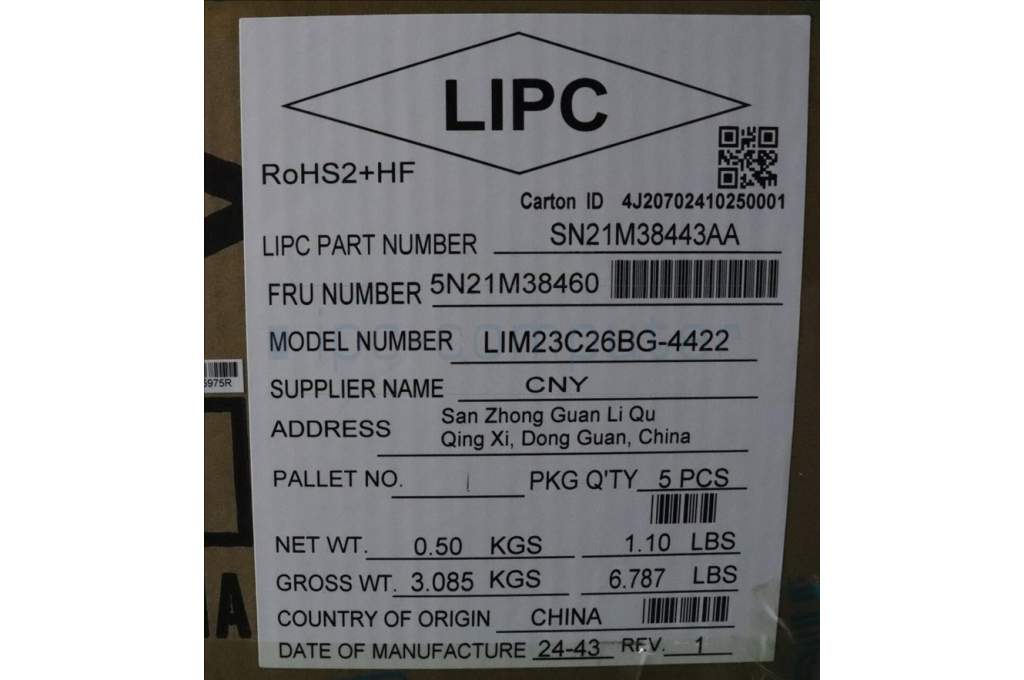 LIPC
RoHS2+HF
Carton ID 4J20702410250001
LIPC PART NUMBER SN21M38443AA
FRU NUMBER 5N21M38460
MODEL NUMBER LIM23C26BG-4422
5975R
SUPPLIER NAME CNY
ADDRESS San Zhong Guan Li Qu
Qing Xi, Dong Guan, China
PALLET NO. PKG Q'TY 5 PCS
NET WT. 0.50 KGS 1.10 LBS
GROSS WT. 3.085 KGS 6.787 LBS
COUNTRY OF ORIGIN CHINA
DATE OF MANUFACTURE 24-43 REV. 1